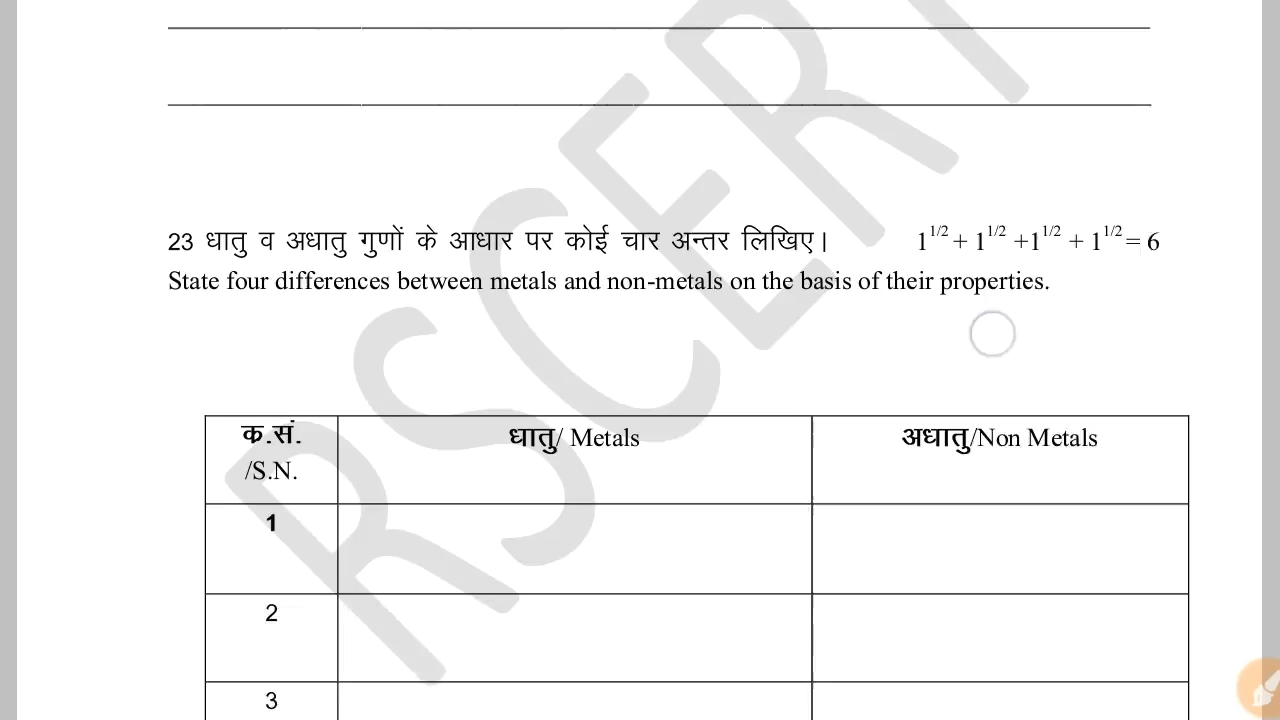 23 धातु व अधातु गुणों के आधार पर कोई चार अन्तर लिखिए। 1 1/2 + 1 1/2 +1 1/2 + 1 1/2 = 6
State four differences between metals and non-metals on the basis of their properties.
क.सं. धातु/ Metals अधातु/Non Metals
/S.N.
1
2
3
RSCERT